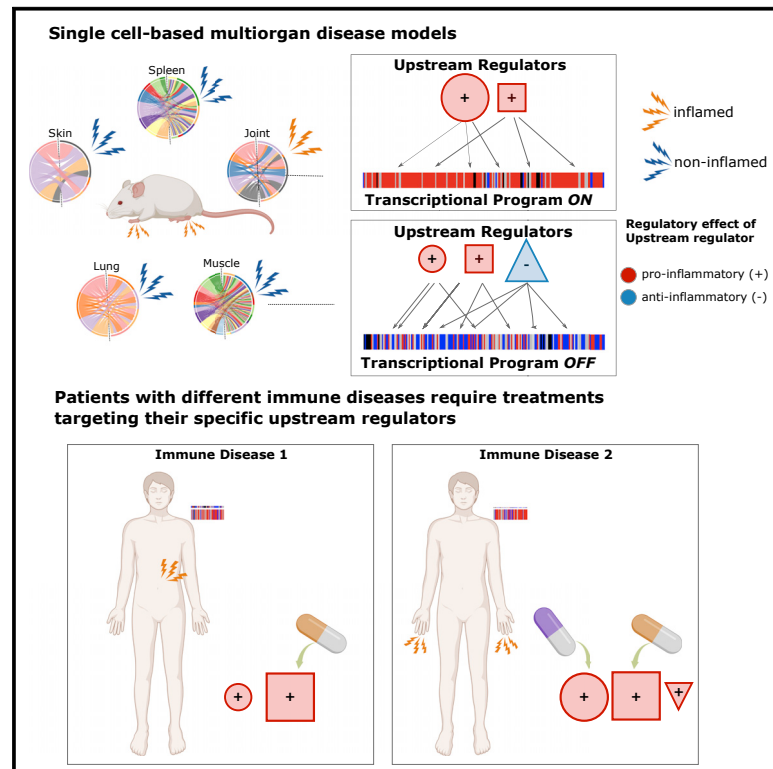 Single cell-based multiorgan disease models
Spleen
Skin
Joint
Lung
Muscle
Upstream Regulators
+
+
Transcriptional Program ON
Upstream Regulators
+
+
-
Transcriptional Program OFF
inflamed
non-inflamed
Regulatory effect of
Upstream regulator
pro-inflammatory (+)
anti-inflammatory (-)
Patients with different immune diseases require treatments
targeting their specific upstream regulators
Immune Disease 1
+
+
Immune Disease 2
+
+
+